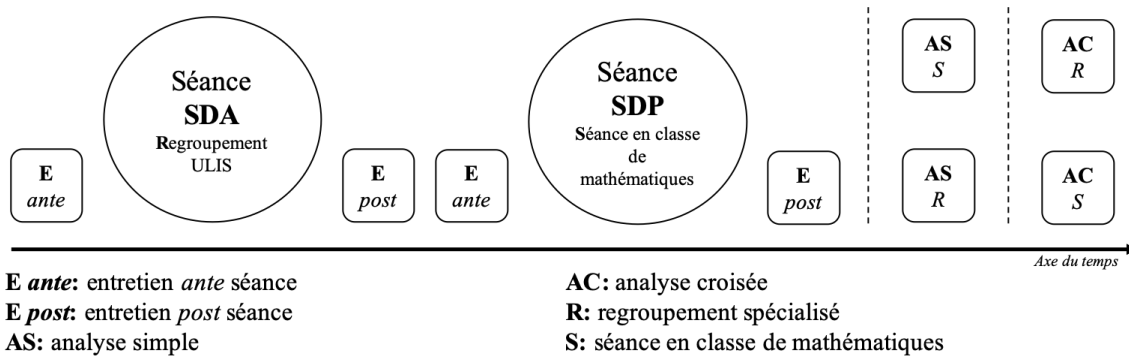 E
ante
Séance
SDA
Regroupement
ULIS
E
post
E
ante
Séance
SDP
Séance en classe
de
mathématiques
E
post
AS
S
AS
R
AC
R
AC
S
Axe du temps
E ante: entretien ante séance
E post: entretien post séance
AS: analyse simple
AC: analyse croisée
R: regroupement spécialisé
S: séance en classe de mathématiques